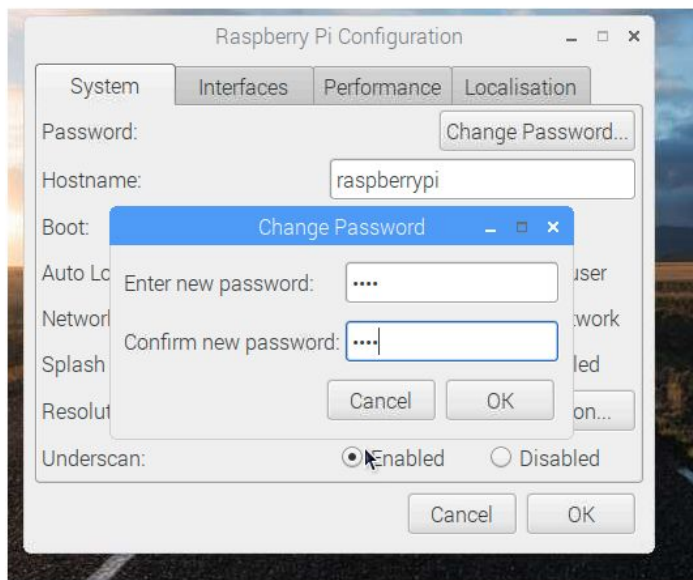 Raspberry Pi Configuration
System Interfaces Performance Localisation
Password: Change Password...
Hostname: raspberrypi
Boot:
Change Password
Auto Lo user
Enter new password: ••••
Networ work
Confirm new password: ••••
Splash led
Cancel OK
Resolut on...
Underscan: Enabled Disabled
Cancel OK